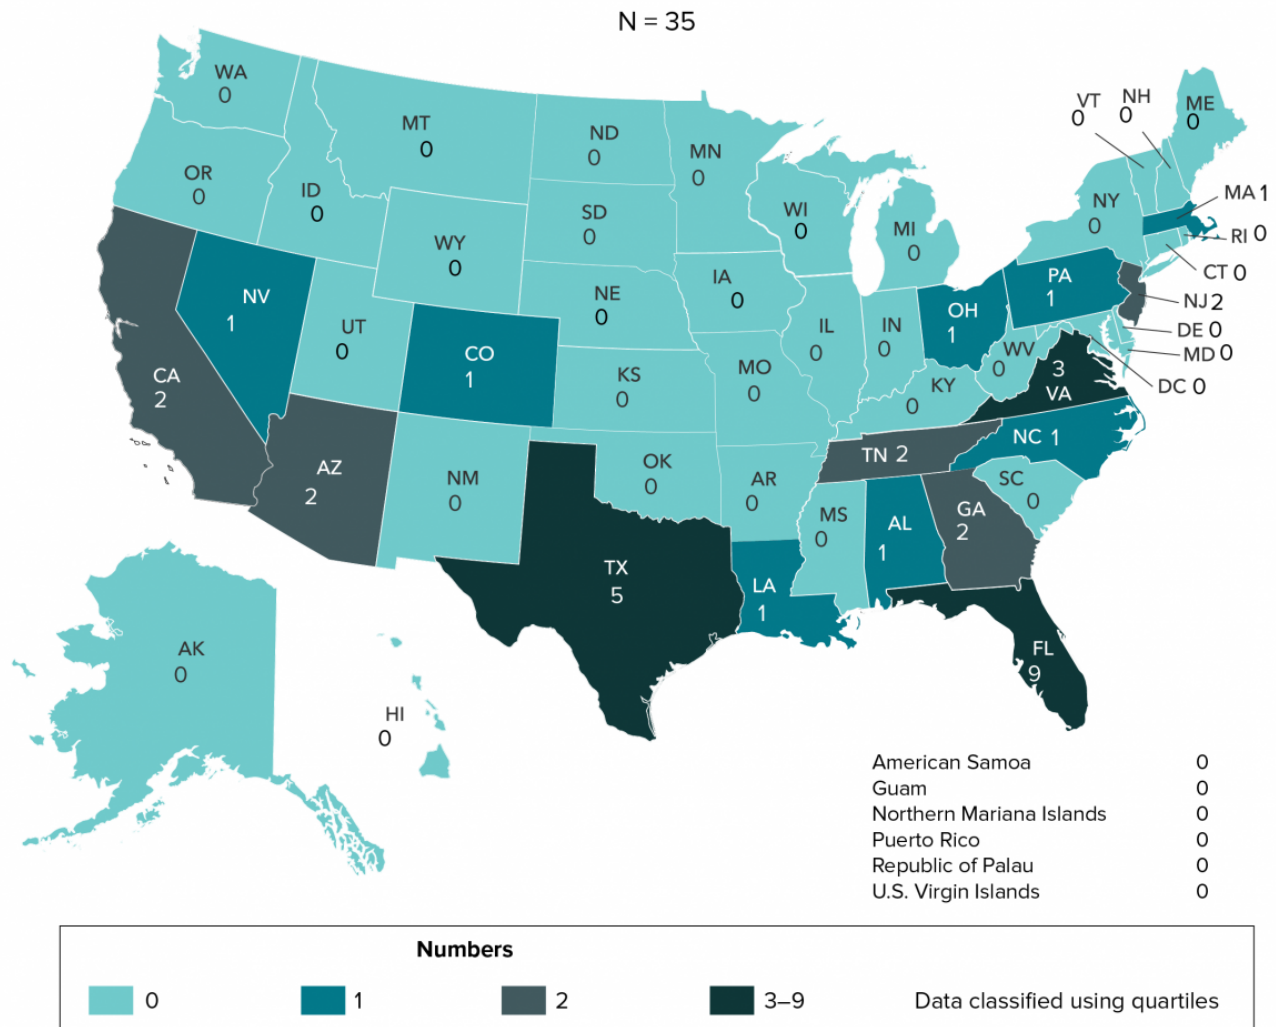 N = 35
WA
0
OR
0
ID
0
MT
0
ND
0
MN
0
SD
0
WY
0
WI
0
MI
0
VT
0
NH
0
ME
0
NY
0
MA 1
RI 0
CT 0
NJ 2
DE 0
MD 0
DC 0
PA
1
OH
1
IN
0
IL
0
IA
0
NE
0
NV
1
UT
0
CO
1
CA
2
KS
0
MO
0
KY
0
WV
0
3
VA
NC 1
TN 2
SC
0
AZ
2
NM
0
OK
0
AR
0
MS
0
AL
1
GA
2
TX
5
LA
1
FL
9
AK
0
HI
0
American Samoa 0
Guam 0
Northern Mariana Islands 0
Puerto Rico 0
Republic of Palau 0
U.S. Virgin Islands 0
Numbers
0 1 2 3–9 Data classified using quartiles